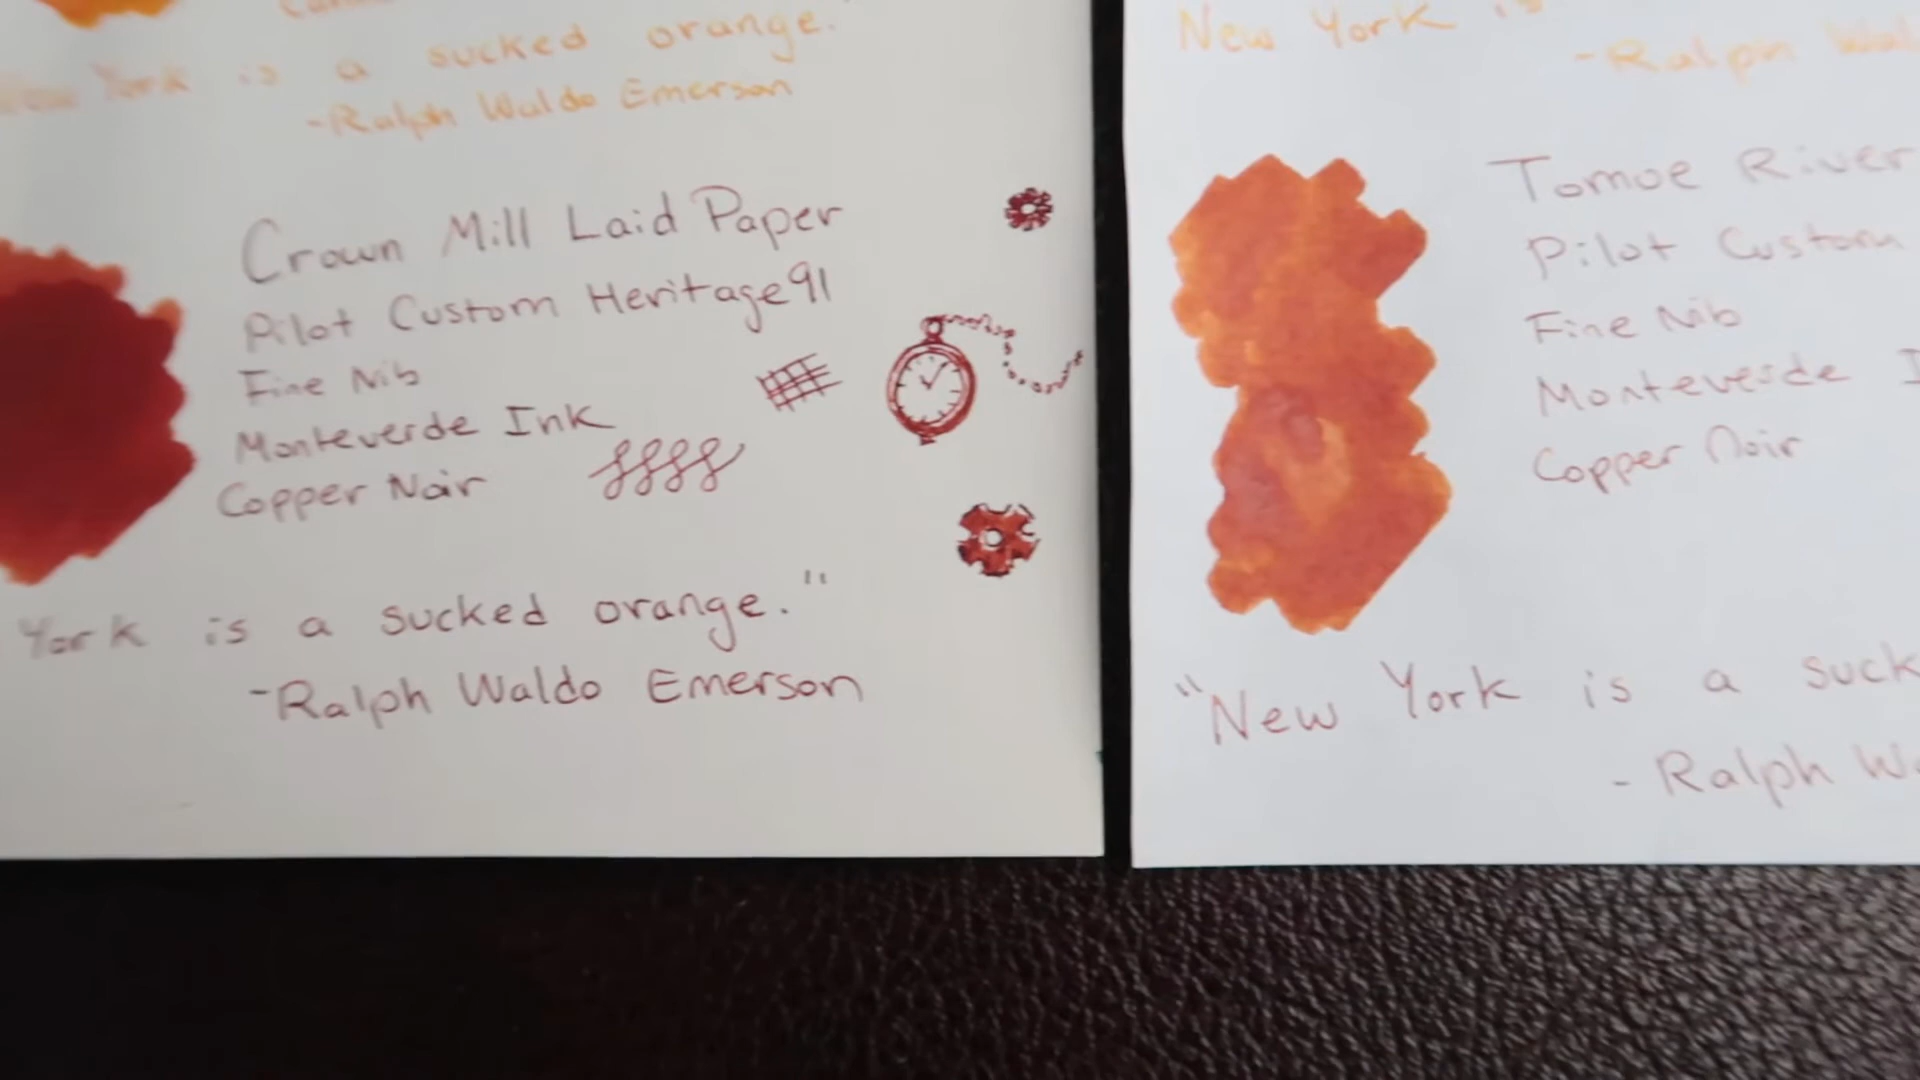 York is a sucked orange."
-Ralph Waldo Emerson
Crown Mill Laid Paper
Pilot Custom Heritage 91
Fine Nib
Monteverde Ink
Copper Noir
York is a sucked orange."
-Ralph Waldo Emerson
New York is
-Ralph
Tomoe River
Pilot Custom
Fine Nib
Monteverde I
Copper Noir
"New York is a suck
- Ralph W